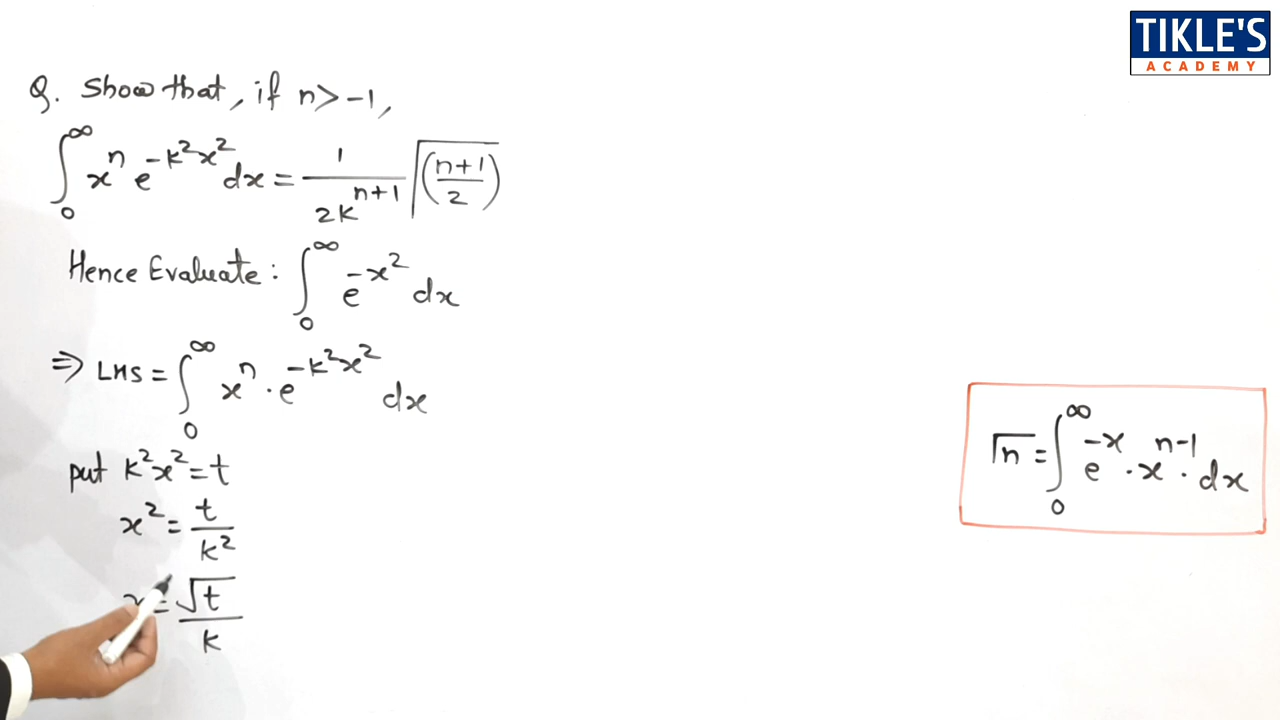 TIKLE'S
ACADEMY
Q. Show that, if n > -1,
∫₀^∞ xⁿ e^{-k²x²} dx = 1/(2k^{n+1}) Γ((n+1)/2)
Hence Evaluate: ∫₀^∞ e^{-x²} dx
⇒ LHS = ∫₀^∞ xⁿ · e^{-k²x²} dx
put k²x² = t
x² = t/k²
x = √t/k
Γn = ∫₀^∞ e^{-x} · x^{n-1} · dx